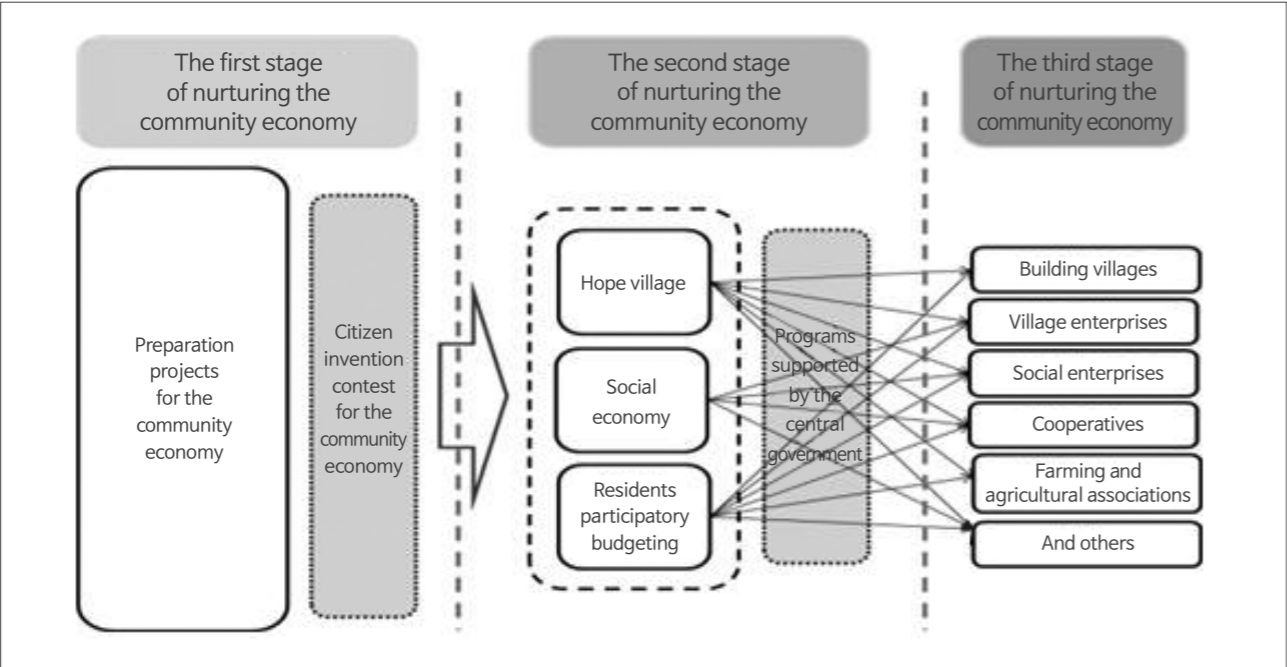 The first stage
of nurturing the
community economy
The second stage
of nurturing the
community economy
The third stage
of nurturing the
community economy
Preparation
projects
for the
community
economy
Citizen
invention
contest
for the
community
economy
Hope village
Social
economy
Residents
participatory
budgeting
Programs
supported
by the
central
government
Building villages
Village enterprises
Social enterprises
Cooperatives
Farming and
agricultural associations
And others